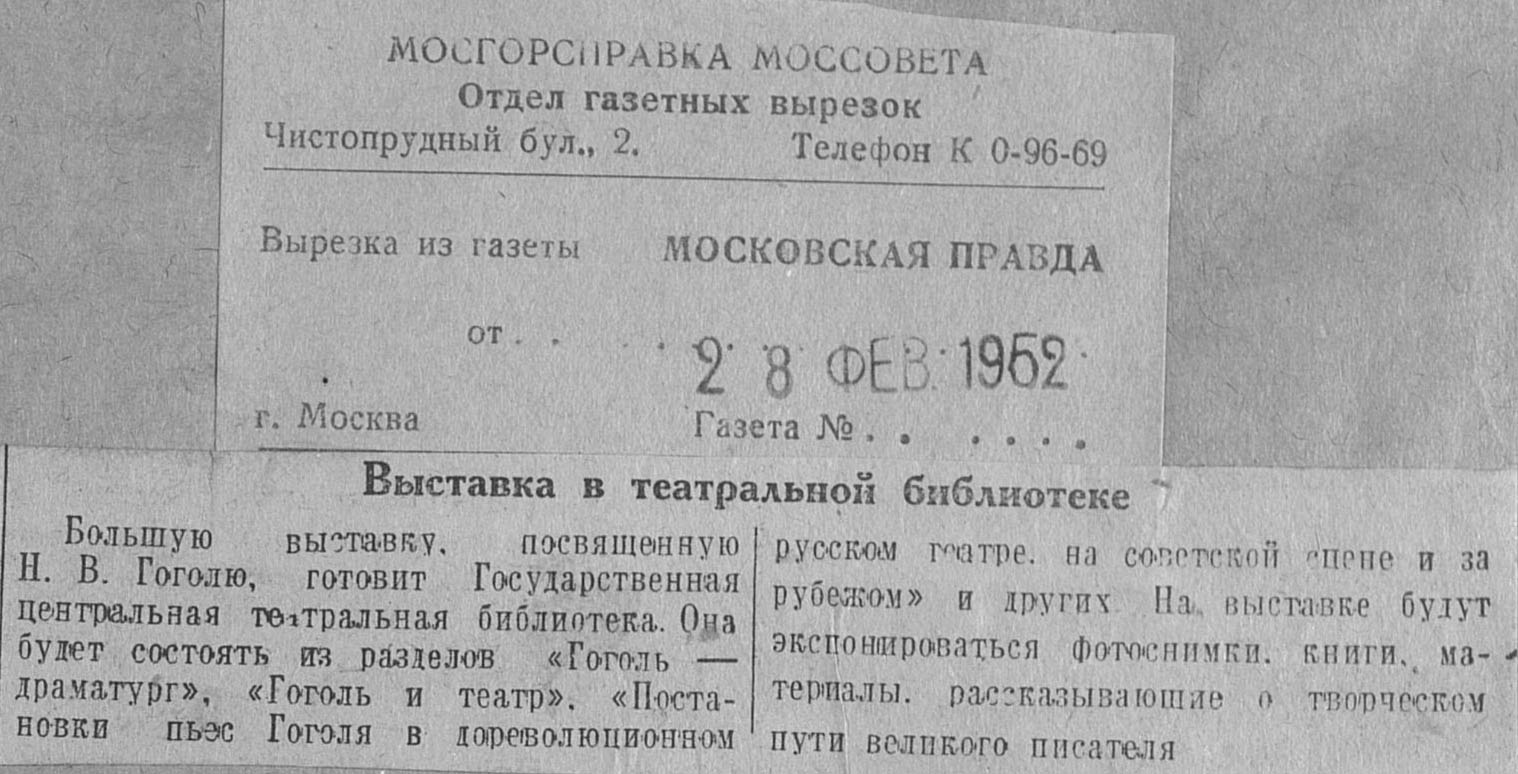 МОСГОРСПРАВКА МОССОВЕТА
Отдел газетных вырезок
Чистопрудный бул., 2. Телефон К 0-96-69
Вырезка из газеты МОСКОВСКАЯ ПРАВДА
от . . . . . 28 ФЕВ. 1952
г. Москва Газета № . . . . . .
Выставка в театральной библиотеке
Большую выставку, посвященную
Н. В. Гоголю, готовит Государственная
центральная театральная библиотека. Она
будет состоять из разделов «Гоголь —
драматург», «Гоголь и театр», «Поста-
новки пьес Гоголя в дореволюционном
русском театре, на советской сцене и за
рубежом» и других. На выставке будут
экспонироваться фотоснимки, книги, ма-
териалы, рассказывающие о творческом
пути великого писателя